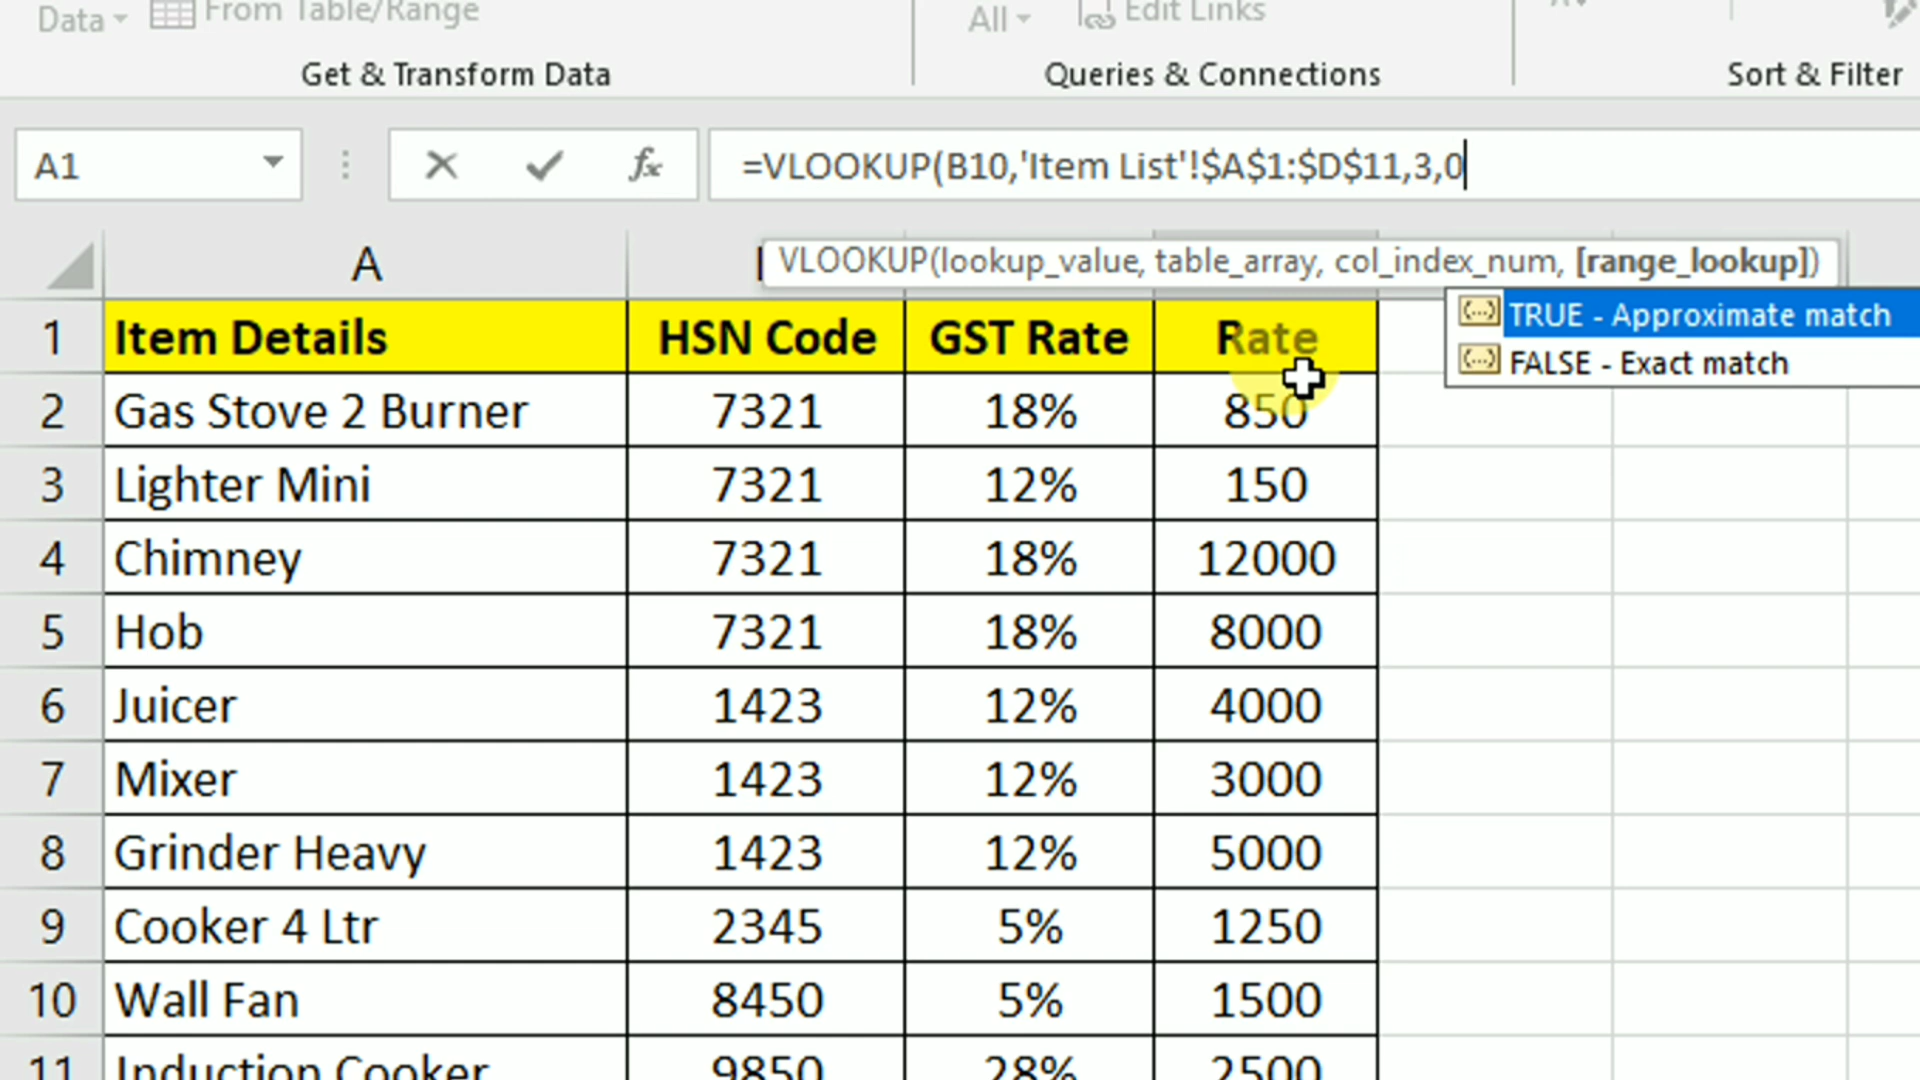 Data From Table/Range All Edit Links
Get & Transform Data Queries & Connections Sort & Filter
A1 fx =VLOOKUP(B10,'Item List'!$A$1:$D$11,3,0
A VLOOKUP(lookup_value, table_array, col_index_num, [range_lookup])
TRUE - Approximate match
FALSE - Exact match
1 Item Details HSN Code GST Rate Rate
2 Gas Stove 2 Burner 7321 18% 850
3 Lighter Mini 7321 12% 150
4 Chimney 7321 18% 12000
5 Hob 7321 18% 8000
6 Juicer 1423 12% 4000
7 Mixer 1423 12% 3000
8 Grinder Heavy 1423 12% 5000
9 Cooker 4 Ltr 2345 5% 1250
10 Wall Fan 8450 5% 1500
11 Induction Cooker 9850 28% 2500